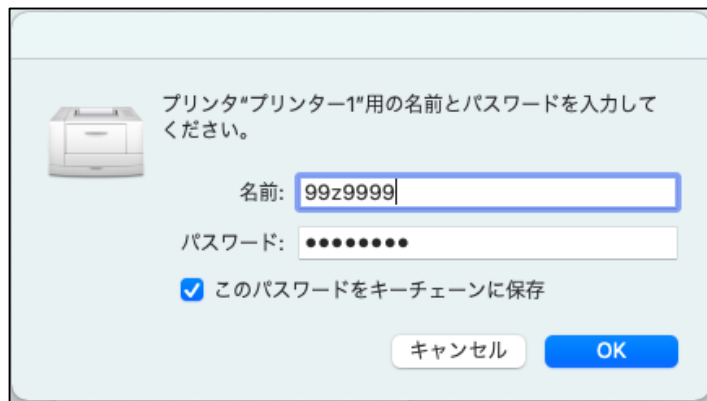 プリンタ“プリンター1”用の名前とパスワードを入力して
ください。
名前: 99z9999
パスワード: ●●●●●●●●
このパスワードをキーチェーンに保存
キャンセル OK